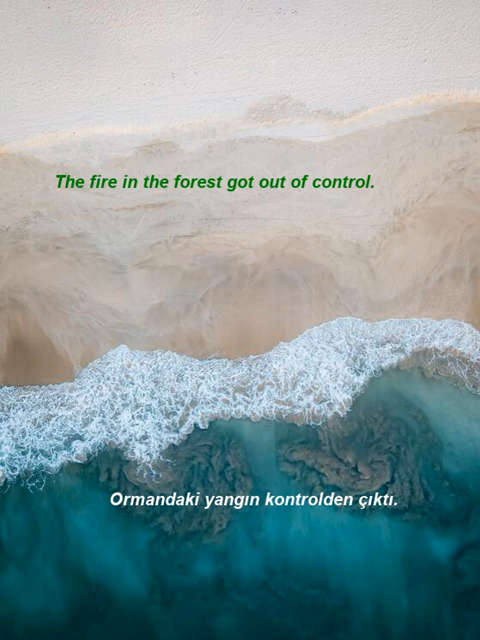 The fire in the forest got out of control.
Ormandaki yangın kontrolden çıktı.